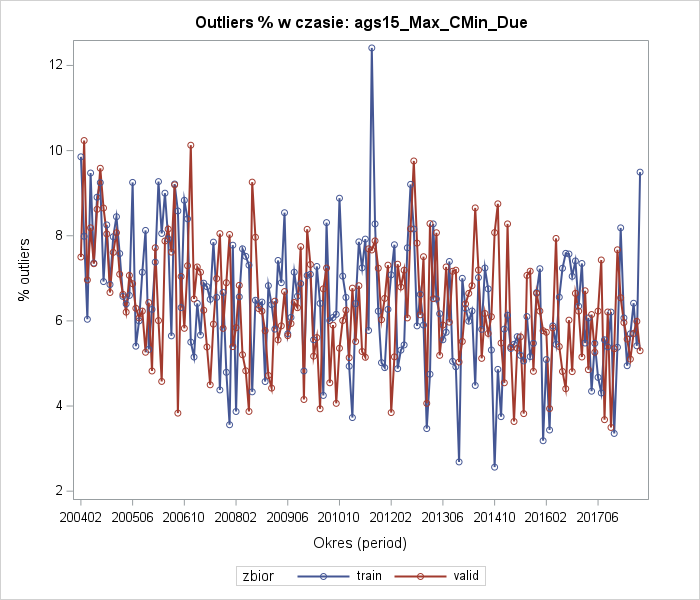 Outliers % w czasie: ags15_Max_CMin_Due
12
10
8
6
4
2
% outliers
200402 200506 200610 200802 200906 201010 201202 201306 201410 201602 201706
Okres (period)
zbior train valid